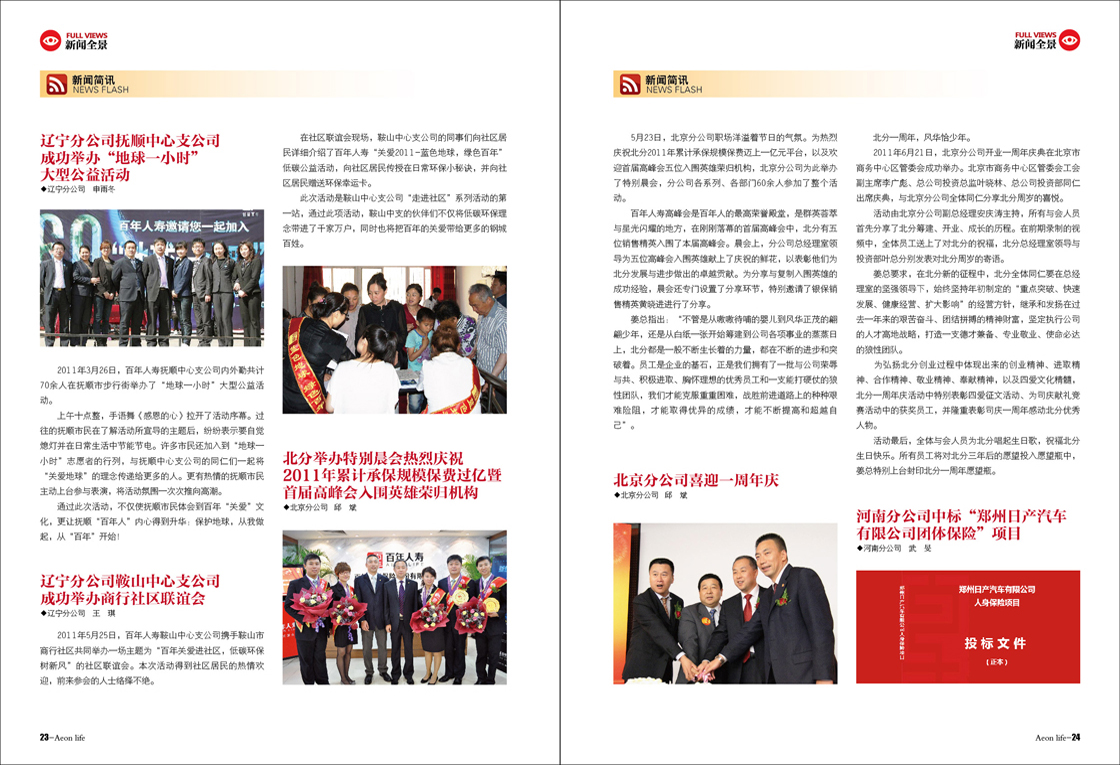 FULL VIEWS
新闻全景
新闻简讯
NEWS FLASH
辽宁分公司抚顺中心支公司
成功举办“地球一小时”
大型公益活动
◆辽宁分公司 申雨冬
百年人寿邀请您一起加入
2011年3月26日，百年人寿抚顺中心支公司内外勤共计
70余人在抚顺市步行街举办了“地球一小时”大型公益活
动。
上午十点整，手语舞《感恩的心》拉开了活动序幕。过
往的抚顺市民在了解活动所宣导的主题后，纷纷表示要自觉
熄灯并在日常生活中节能节电。许多市民还加入到“地球一
小时”志愿者的行列，与抚顺中心支公司的同仁们一起将
“关爱地球”的理念传递给更多的人。更有热情的抚顺市民
主动上台参与表演，将活动氛围一次次推向高潮。
通过此次活动，不仅使抚顺市民体会到百年“关爱”文
化，更让抚顺“百年人”内心得到升华：保护地球，从我做
起，从“百年”开始！
辽宁分公司鞍山中心支公司
成功举办商行社区联谊会
◆辽宁分公司 王 琪
2011年5月25日，百年人寿鞍山中心支公司携手鞍山市
商行社区共同举办一场主题为“百年关爱进社区，低碳环保
树新风”的社区联谊会。本次活动得到社区居民的热情欢
迎，前来参会的人士络绎不绝。
在社区联谊会现场，鞍山中心支公司的同事们向社区居
民详细介绍了百年人寿“关爱2011-蓝色地球，绿色百年”
低碳公益活动，向社区居民传授在日常环保小秘诀，并向社
区居民赠送环保幸运卡。
此次活动是鞍山中心支公司“走进社区”系列活动的第
一站，通过此项活动，鞍山中支的伙伴们不仅将低碳环保理
念带进了千家万户，同时也将把百年的关爱带给更多的钢城
百姓。
北分举办特别晨会热烈庆祝
2011年累计承保规模保费过亿暨
首届高峰会入围英雄荣归机构
◆北京分公司 邱 斌
百年人寿
23-Aeon life
FULL VIEWS
新闻全景
新闻简讯
NEWS FLASH
5月23日，北京分公司职场洋溢着节日的气氛。为热烈
庆祝北分2011年累计承保规模保费迈上一亿元平台，以及欢
迎首届高峰会五位入围英雄荣归机构，北京分公司为此举办
了特别晨会，分公司各系列、各部门60余人参加了整个活
动。
百年人寿高峰会是百年人的最高荣誉殿堂，是群英荟萃
与星光闪耀的地方，在刚刚落幕的首届高峰会中，北分有五
位销售精英入围了本届高峰会。晨会上，分公司总经理室领
导为五位高峰会入围英雄献上了庆祝的鲜花，以表彰他们为
北分发展与进步做出的卓越贡献。为分享与复制入围英雄的
成功经验，晨会还专门设置了分享环节，特别邀请了银保销
售精英黄晓进进行了分享。
姜总指出：“不管是从嗷嗷待哺的婴儿到风华正茂的翩
翩少年，还是从白纸一张开始筹建到公司各项事业的蒸蒸日
上，北分都是一股不断生长着的力量，都在不断的进步和突
破着。员工是企业的基石，正是我们拥有了一批与公司荣辱
与共、积极进取、胸怀理想的优秀员工和一支能打硬仗的狼
性团队，我们才能克服重重困难，战胜前进道路上的种种艰
难险阻，才能取得优异的成绩，才能不断提高和超越自
己”。
北京分公司喜迎一周年庆
◆北京分公司 邱 斌
北分一周年，风华恰少年。
2011年6月21日，北京分公司开业一周年庆典在北京市
商务中心区管委会成功举办。北京市商务中心区管委会工会
副主席李广彪、总公司投资总监叶晓林、总公司投资部同仁
出席庆典，与北京分公司全体同仁分享北分周岁的喜悦。
活动由北京分公司副总经理安庆涛主持，所有与会人员
首先分享了北分筹建、开业、成长的历程。在前期录制的视
频中，全体员工送上了对北分的祝福，北分总经理室领导与
投资部叶总分别发表对北分周岁的寄语。
姜总要求，在北分新的征程中，北分全体同仁要在总经
理室的坚强领导下，始终坚持年初制定的“重点突破、快速
发展、健康经营、扩大影响”的经营方针，继承和发扬在过
去一年来的艰苦奋斗、团结拼搏的精神财富，坚定执行公司
的人才高地战略，打造一支德才兼备、专业敬业、使命必达
的狼性团队。
为弘扬北分创业过程中体现出来的创业精神、进取精
神、合作精神、敬业精神、奉献精神，以及四爱文化精髓，
北分一周年庆活动中特别表彰四爱征文活动、为司庆献礼竞
赛活动中的获奖员工，并隆重表彰司庆一周年感动北分优秀
人物。
活动最后，全体与会人员为北分唱起生日歌，祝福北分
生日快乐。所有员工将对北分三年后的愿望投入愿望瓶中，
姜总特别上台封印北分一周年愿望瓶。
河南分公司中标“郑州日产汽车
有限公司团体保险”项目
◆河南分公司 武 旻
郑州日产汽车有限公司
人身保险项目
投标文件
（正本）
郑州日产汽车有限公司人身保险项目
Aeon life-24